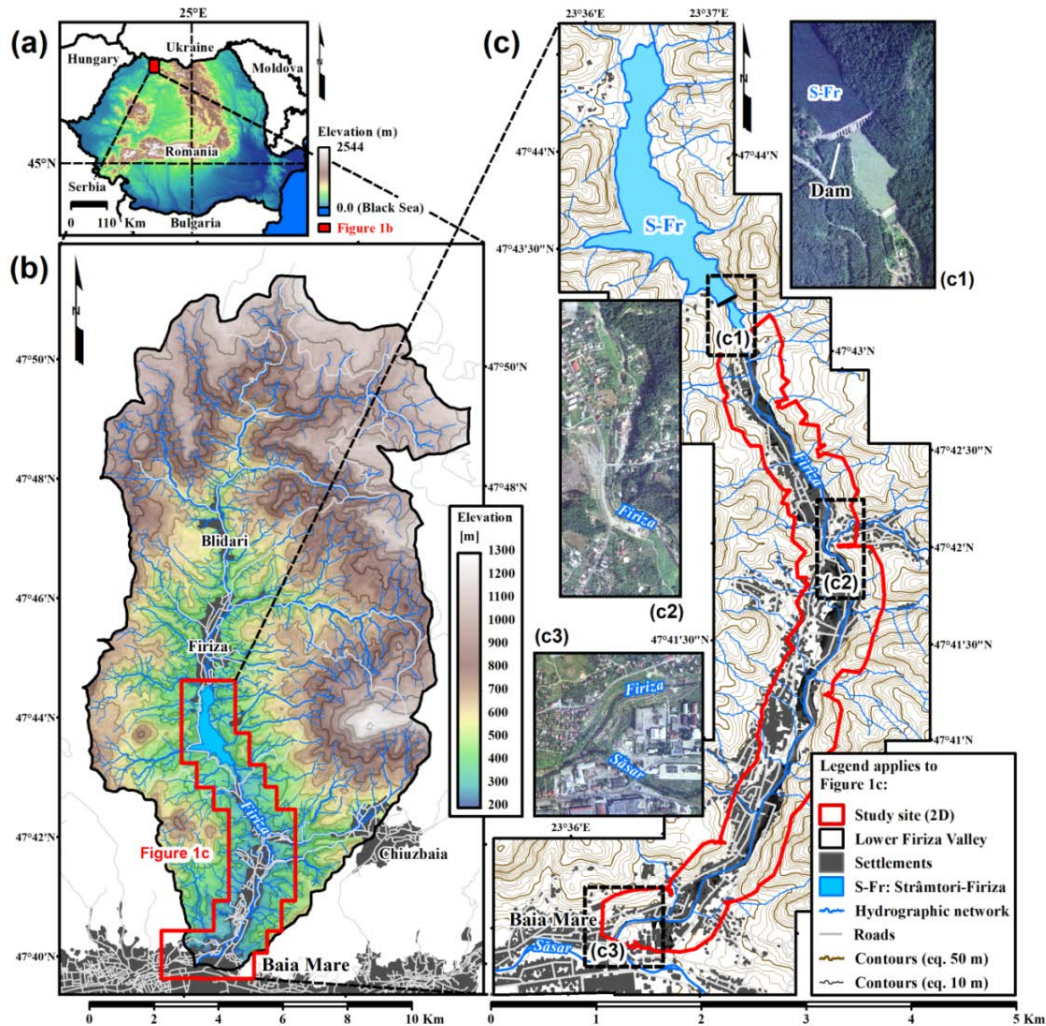 (a)
25°E
Ukraine
Hungary
Moldova
Romania
45°N
Serbia
Bulgaria
0 110 Km
Elevation (m)
2544
0.0 (Black Sea)
Figure 1b
N
(b)
N
47°50'N
47°48'N
47°46'N
47°44'N
47°42'N
47°40'N
47°50'N
47°48'N
Blidari
Firiza
Firiza
Figure 1c
Chiuzbaia
Baia Mare
Elevation
[m]
1300
1200
1100
1000
900
800
700
600
500
400
300
200
0 2 4 6 8 10 Km
(c)
23°36'E
23°37'E
N
47°44'N
47°44'N
47°43'30"N
S-Fr
(c1)
47°43'N
47°42'30"N
Firiza
47°42'N
(c2)
47°41'30"N
47°41'N
23°36'E
Baia Mare
Săsar
(c3)
S-Fr
Dam
(c1)
Firiza
(c2)
(c3)
Firiza
Săsar
Legend applies to
Figure 1c:
Study site (2D)
Lower Firiza Valley
Settlements
S-Fr: Strâmtori-Firiza
Hydrographic network
Roads
Contours (eq. 50 m)
Contours (eq. 10 m)
0 1 2 3 4 5 Km